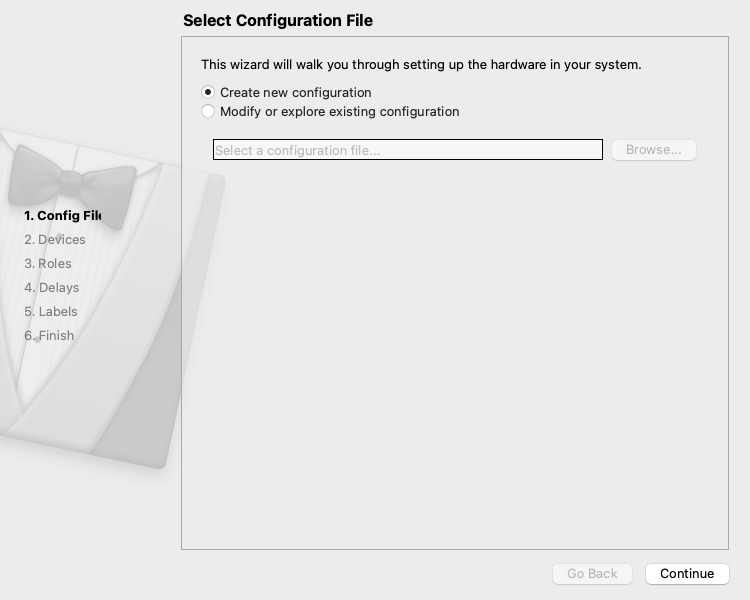 Select Configuration File
This wizard will walk you through setting up the hardware in your system.
Create new configuration
Modify or explore existing configuration
Select a configuration file...
Browse...
1. Config File
2. Devices
3. Roles
4. Delays
5. Labels
6. Finish
Go Back
Continue